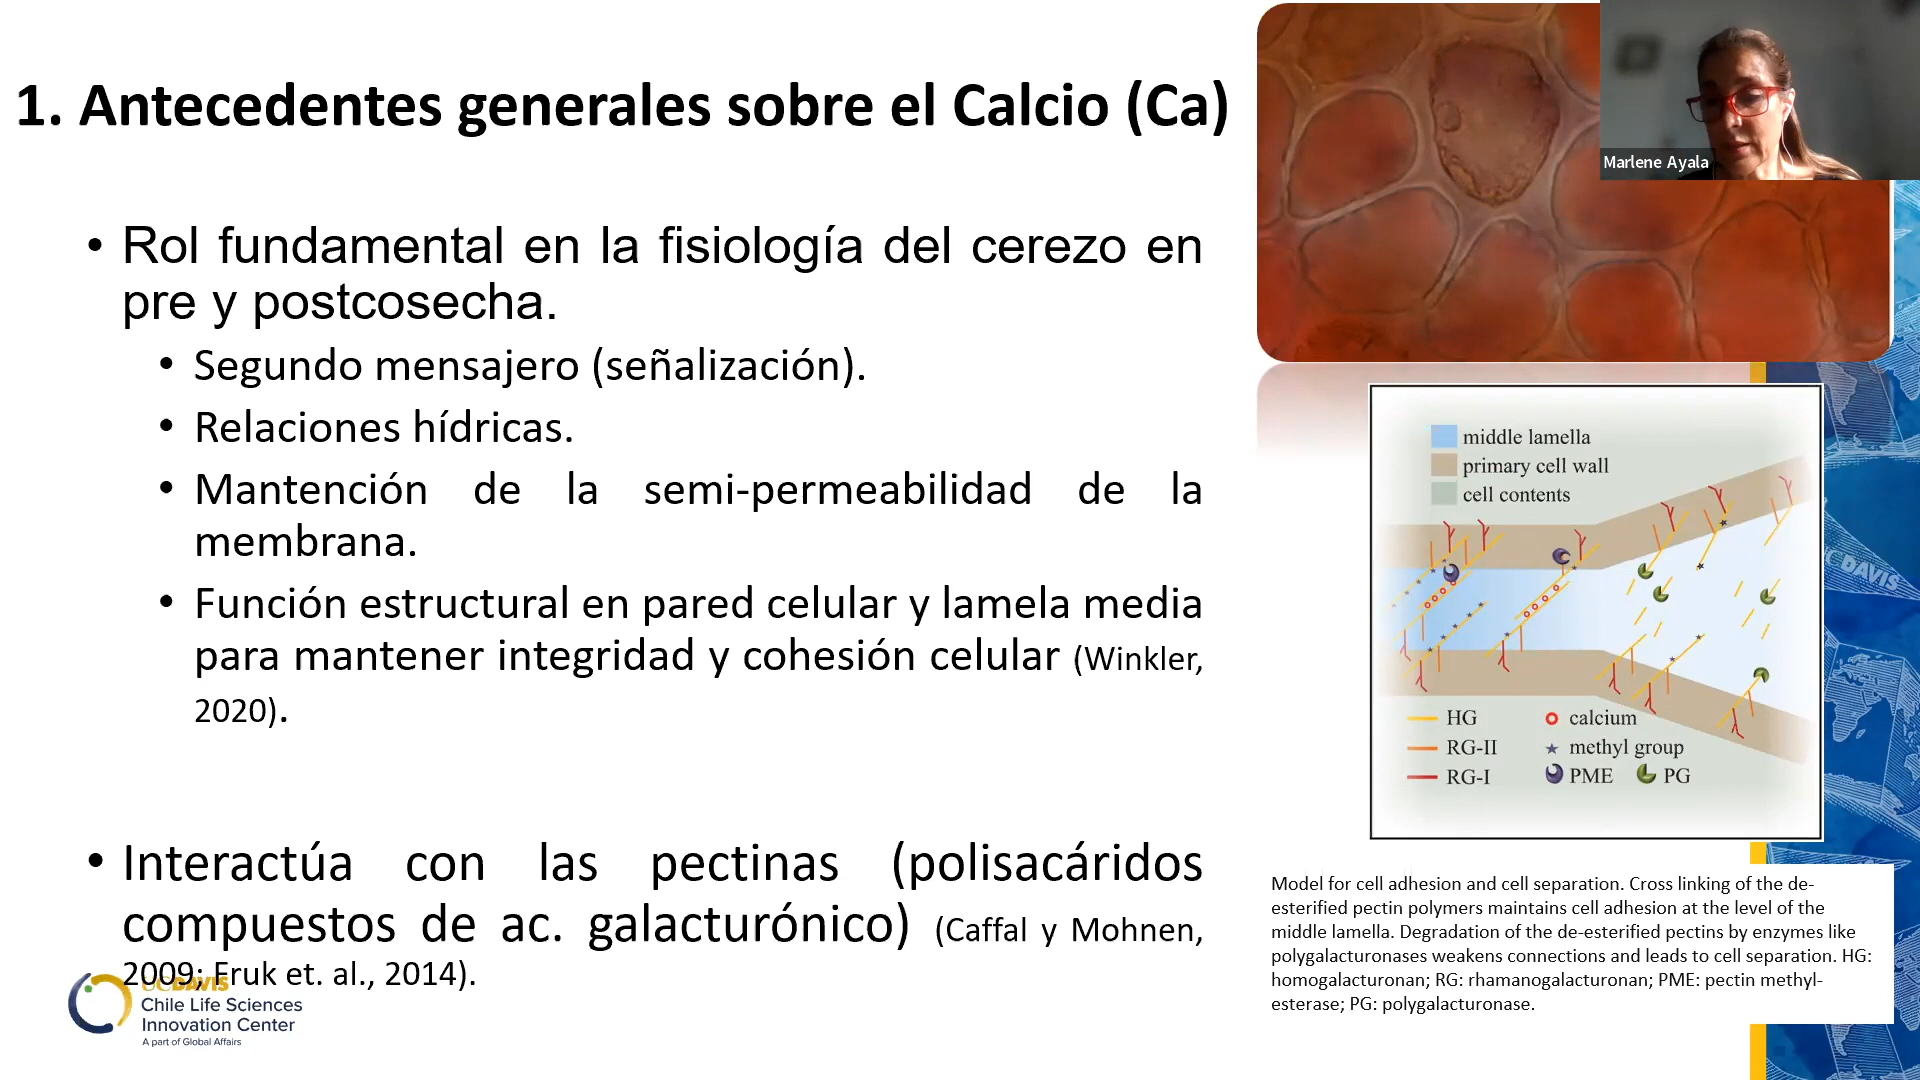 1. Antecedentes generales sobre el Calcio (Ca)
Marlene Ayala
• Rol fundamental en la fisiología del cerezo en
pre y postcosecha.
• Segundo mensajero (señalización).
• Relaciones hídricas.
• Mantención de la semi-permeabilidad de la
membrana.
• Función estructural en pared celular y lamela media
para mantener integridad y cohesión celular (Winkler,
2020).
• Interactúa con las pectinas (polisacáridos
compuestos de ac. galacturónico) (Caffal y Mohnen,
2009; Fruk et. al., 2014).
UCDAVIS
Chile Life Sciences
Innovation Center
A part of Global Affairs
middle lamella
primary cell wall
cell contents
HG
calcium
RG-II
methyl group
RG-I
PME
PG
Model for cell adhesion and cell separation. Cross linking of the de-
esterified pectin polymers maintains cell adhesion at the level of the
middle lamella. Degradation of the de-esterified pectins by enzymes like
polygalacturonases weakens connections and leads to cell separation. HG:
homogalacturonan; RG: rhamanogalacturonan; PME: pectin methyl-
esterase; PG: polygalacturonase.
UCDAVIS